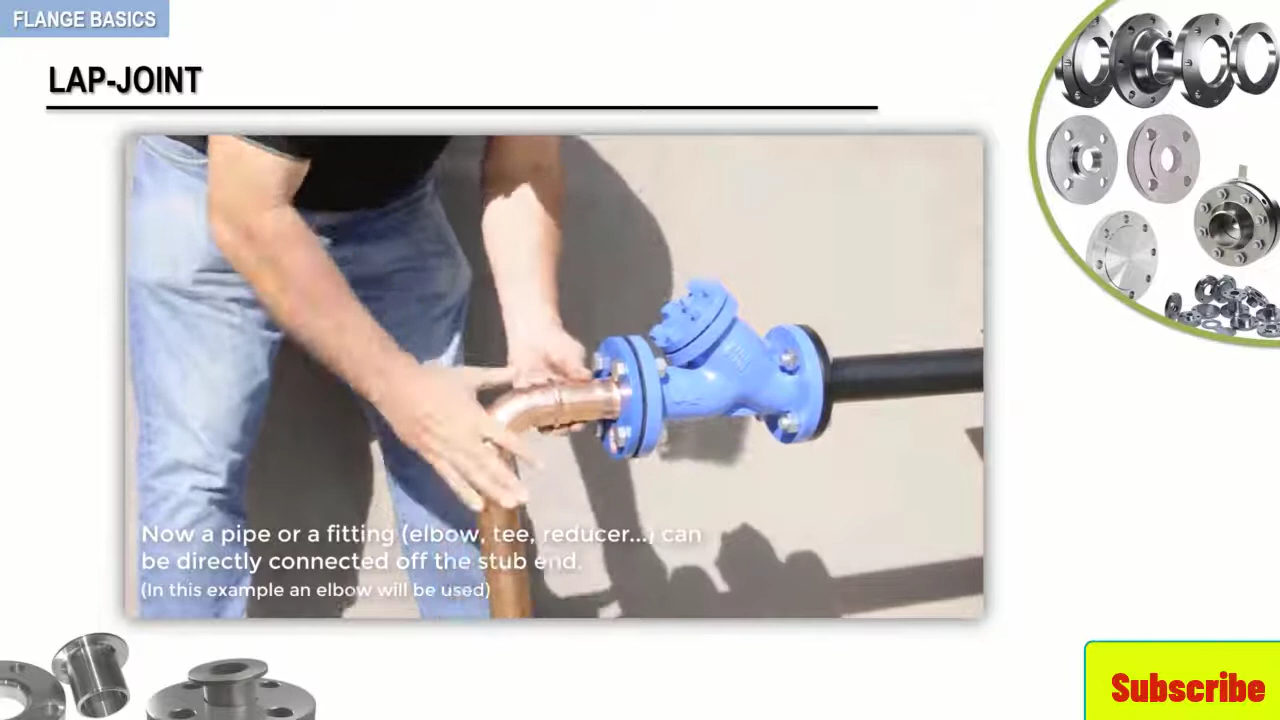 FLANGE BASICS
LAP-JOINT
Now a pipe or a fitting (elbow, tee, reducer...) can
be directly connected off the stub end.
(In this example an elbow will be used)
Subscribe